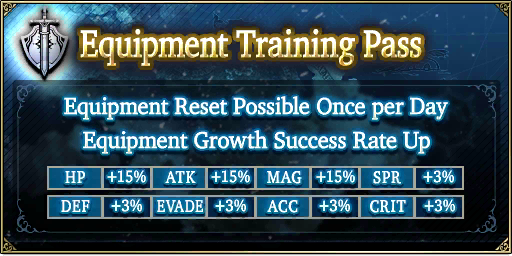 Equipment Training Pass
Equipment Reset Possible Once per Day
Equipment Growth Success Rate Up
HP +15% ATK +15% MAG +15% SPR +3%
DEF +3% EVADE +3% ACC +3% CRIT +3%